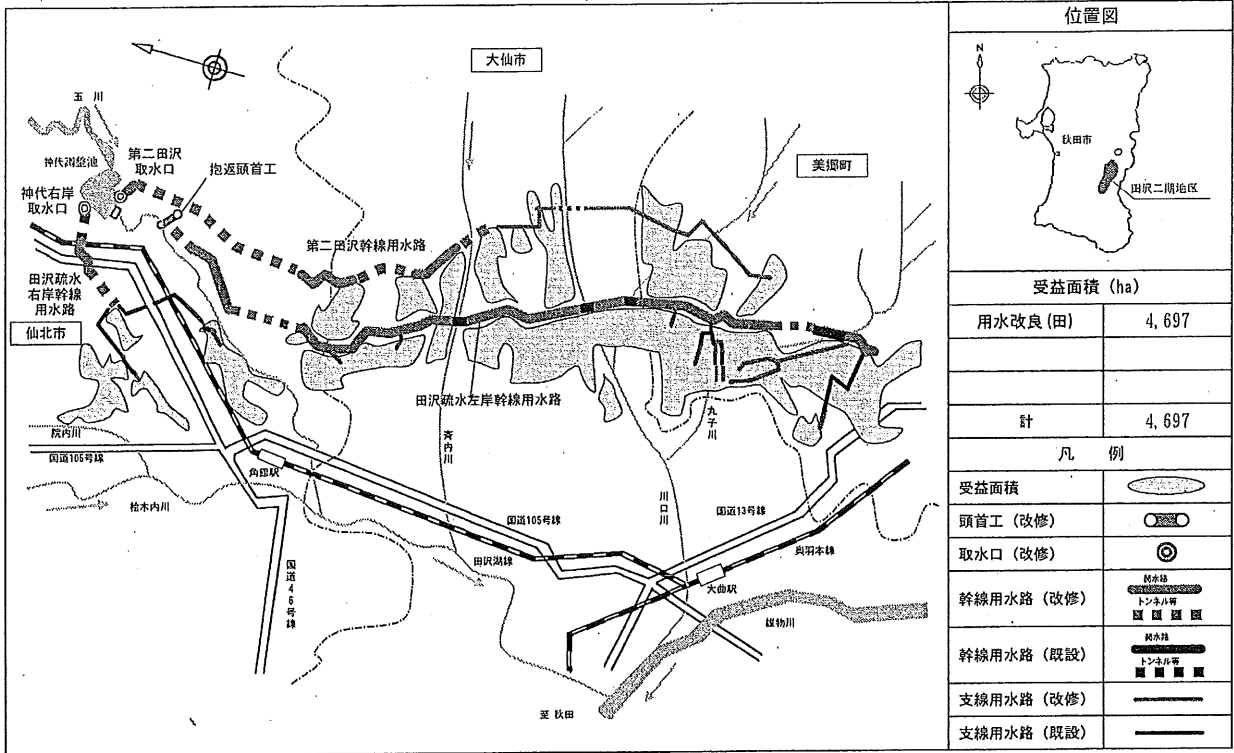 大仙市
玉川
神代調整池
第二田沢
取水口
抱返頭首工
神代右岸
取水口
美郷町
第二田沢幹線用水路
田沢疏水
右岸幹線
用水路
仙北市
田沢疏水左岸幹線用水路
院内川
国道105号線
角館駅
斉内川
丸子川
桧木内川
国道105号線
川口川
国道13号線
田沢湖線
奥羽本線
大曲駅
国道46号線
雄物川
至 秋田
位置図
N
秋田市
田沢二期地区
受益面積 (ha)
用水改良(田) 4,697
計 4,697
凡 例
受益面積
頭首工 (改修)
取水口 (改修)
幹線用水路 (改修)
開水路
トンネル等
幹線用水路 (既設)
開水路
トンネル等
支線用水路 (改修)
支線用水路 (既設)